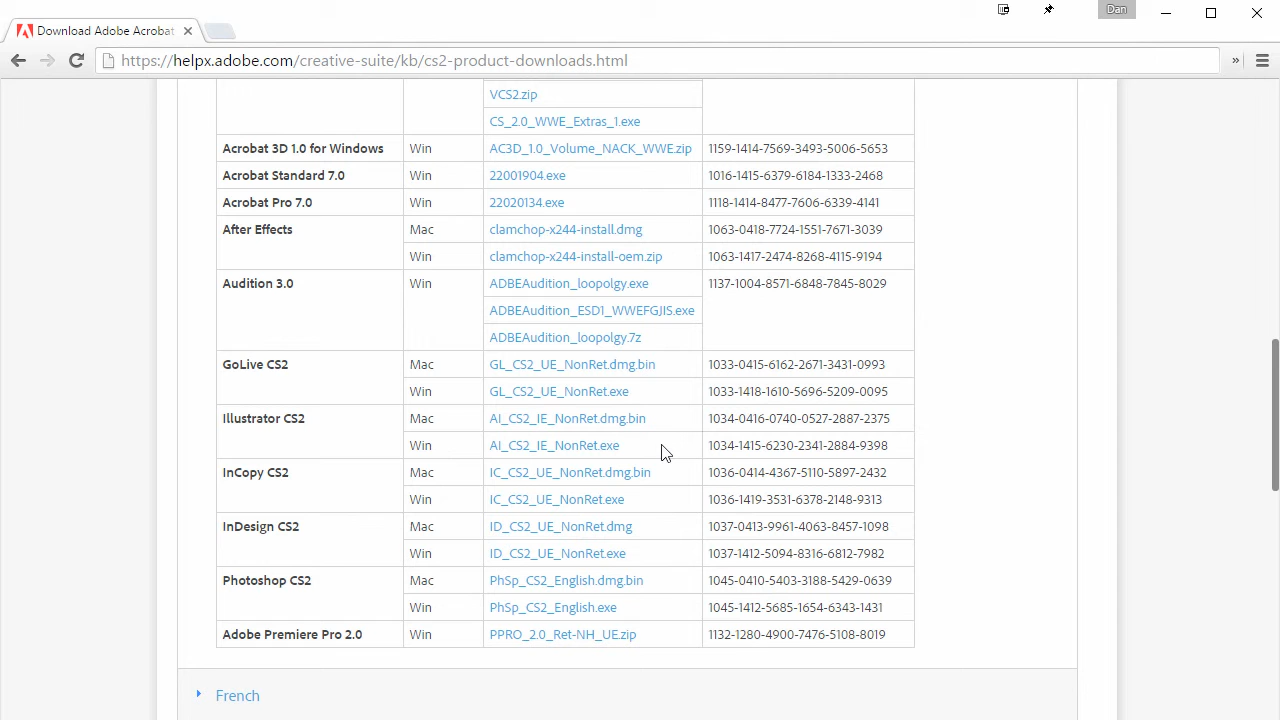 Dan
Download Adobe Acrobat
https://helpx.adobe.com/creative-suite/kb/cs2-product-downloads.html
VCS2.zip
CS_2.0_WWE_Extras_1.exe
Acrobat 3D 1.0 for Windows Win AC3D_1.0_Volume_NACK_WWE.zip 1159-1414-7569-3493-5006-5653
Acrobat Standard 7.0 Win 22001904.exe 1016-1415-6379-6184-1333-2468
Acrobat Pro 7.0 Win 22020134.exe 1118-1414-8477-7606-6339-4141
After Effects Mac clamchop-x244-install.dmg 1063-0418-7724-1551-7671-3039
Win clamchop-x244-install-oem.zip 1063-1417-2474-8268-4115-9194
Audition 3.0 Win ADBEAudition_loopolgy.exe 1137-1004-8571-6848-7845-8029
ADBEAudition_ESD1_WWEFGJIS.exe
ADBEAudition_loopolgy.7z
GoLive CS2 Mac GL_CS2_UE_NonRet.dmg.bin 1033-0415-6162-2671-3431-0993
Win GL_CS2_UE_NonRet.exe 1033-1418-1610-5696-5209-0095
Illustrator CS2 Mac AI_CS2_IE_NonRet.dmg.bin 1034-0416-0740-0527-2887-2375
Win AI_CS2_IE_NonRet.exe 1034-1415-6230-2341-2884-9398
InCopy CS2 Mac IC_CS2_UE_NonRet.dmg.bin 1036-0414-4367-5110-5897-2432
Win IC_CS2_UE_NonRet.exe 1036-1419-3531-6378-2148-9313
InDesign CS2 Mac ID_CS2_UE_NonRet.dmg 1037-0413-9961-4063-8457-1098
Win ID_CS2_UE_NonRet.exe 1037-1412-5094-8316-6812-7982
Photoshop CS2 Mac PhSp_CS2_English.dmg.bin 1045-0410-5403-3188-5429-0639
Win PhSp_CS2_English.exe 1045-1412-5685-1654-6343-1431
Adobe Premiere Pro 2.0 Win PPRO_2.0_Ret-NH_UE.zip 1132-1280-4900-7476-5108-8019
French